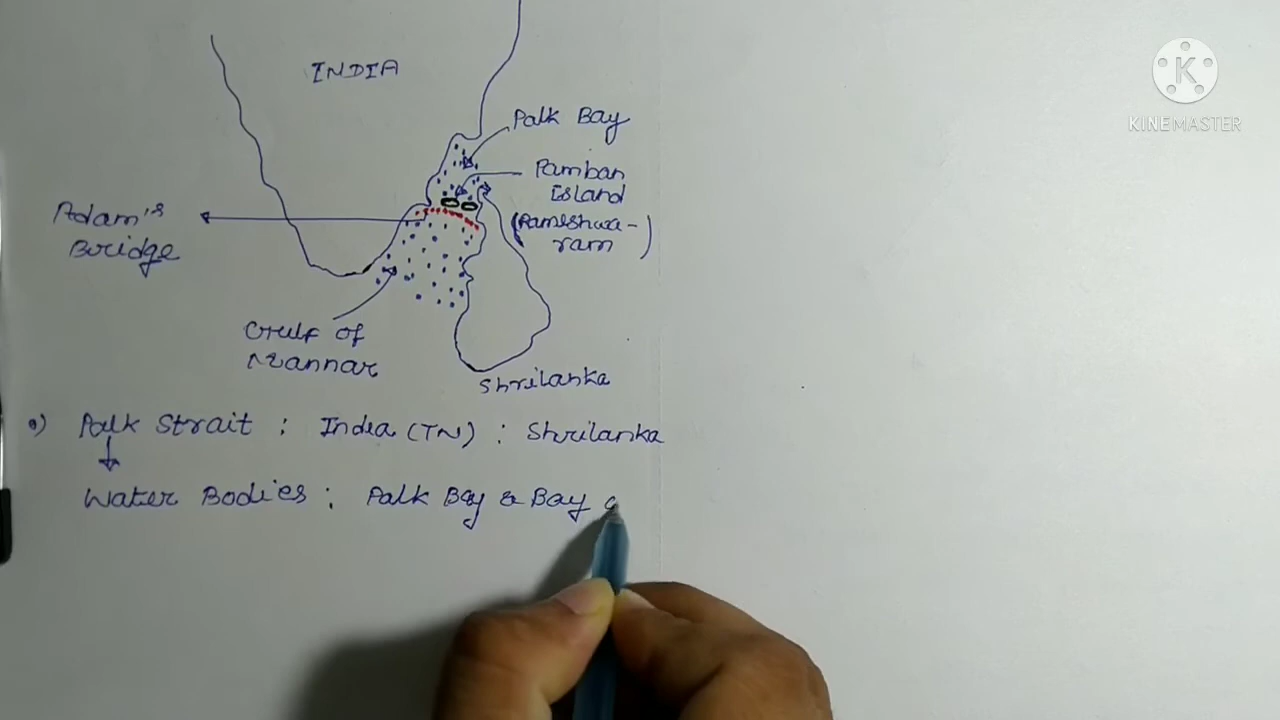 INDIA
KINEMASTER
Palk Bay
Pamban
Island
(Rameshwa-
ram)
Adam's
Bridge
Gulf of
Mannar
Shrilanka
Palk Strait : India (TN) : Shrilanka
Water Bodies : Palk Bay & Bay o